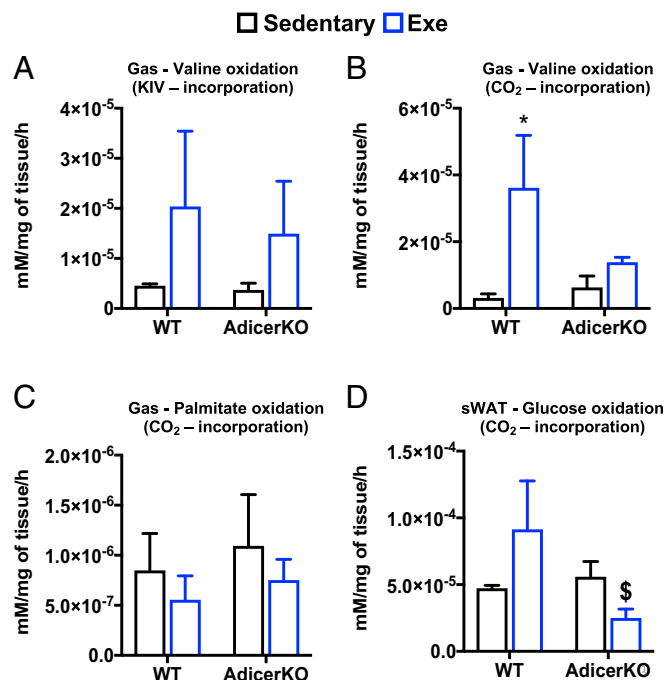 Sedentary Exe
A
Gas - Valine oxidation
(KIV – incorporation)
mM/mg of tissue/h
4×10⁻⁵
3×10⁻⁵
2×10⁻⁵
1×10⁻⁵
0
WT AdicerKO
B
Gas - Valine oxidation
(CO₂ – incorporation)
mM/mg of tissue/h
6×10⁻⁵
4×10⁻⁵
2×10⁻⁵
0
*
WT AdicerKO
C
Gas - Palmitate oxidation
(CO₂ – incorporation)
mM/mg of tissue/h
2.0×10⁻⁶
1.5×10⁻⁶
1.0×10⁻⁶
5.0×10⁻⁷
0.0
WT AdicerKO
D
sWAT - Glucose oxidation
(CO₂ – incorporation)
mM/mg of tissue/h
1.5×10⁻⁴
1.0×10⁻⁴
5.0×10⁻⁵
0.0
$
WT AdicerKO